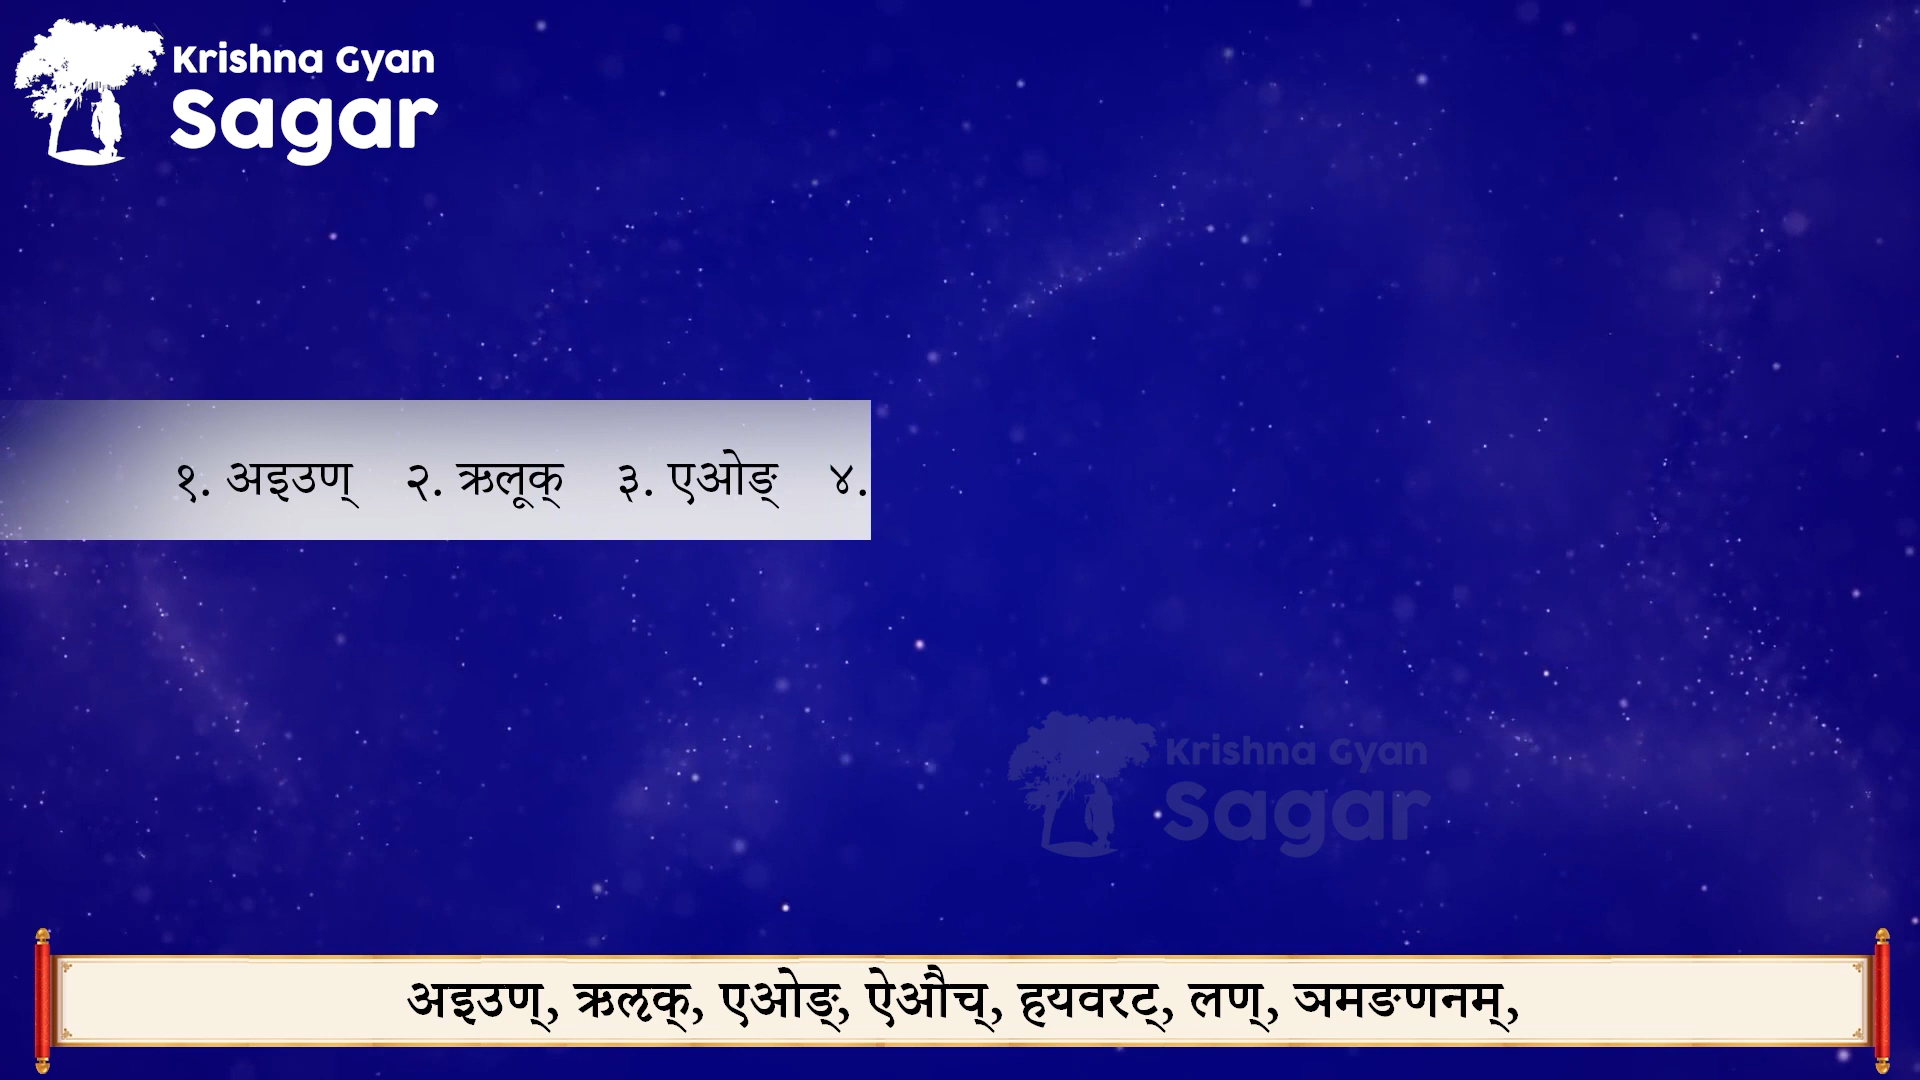 Krishna Gyan
Sagar
१. अइउण् २. ऋलूक् ३. एओङ् ४.
Krishna Gyan
Sagar
अइउण्, ऋऌक्, एओङ्, ऐऔच्, हयवरट्, लण्, ञमङणनम्,